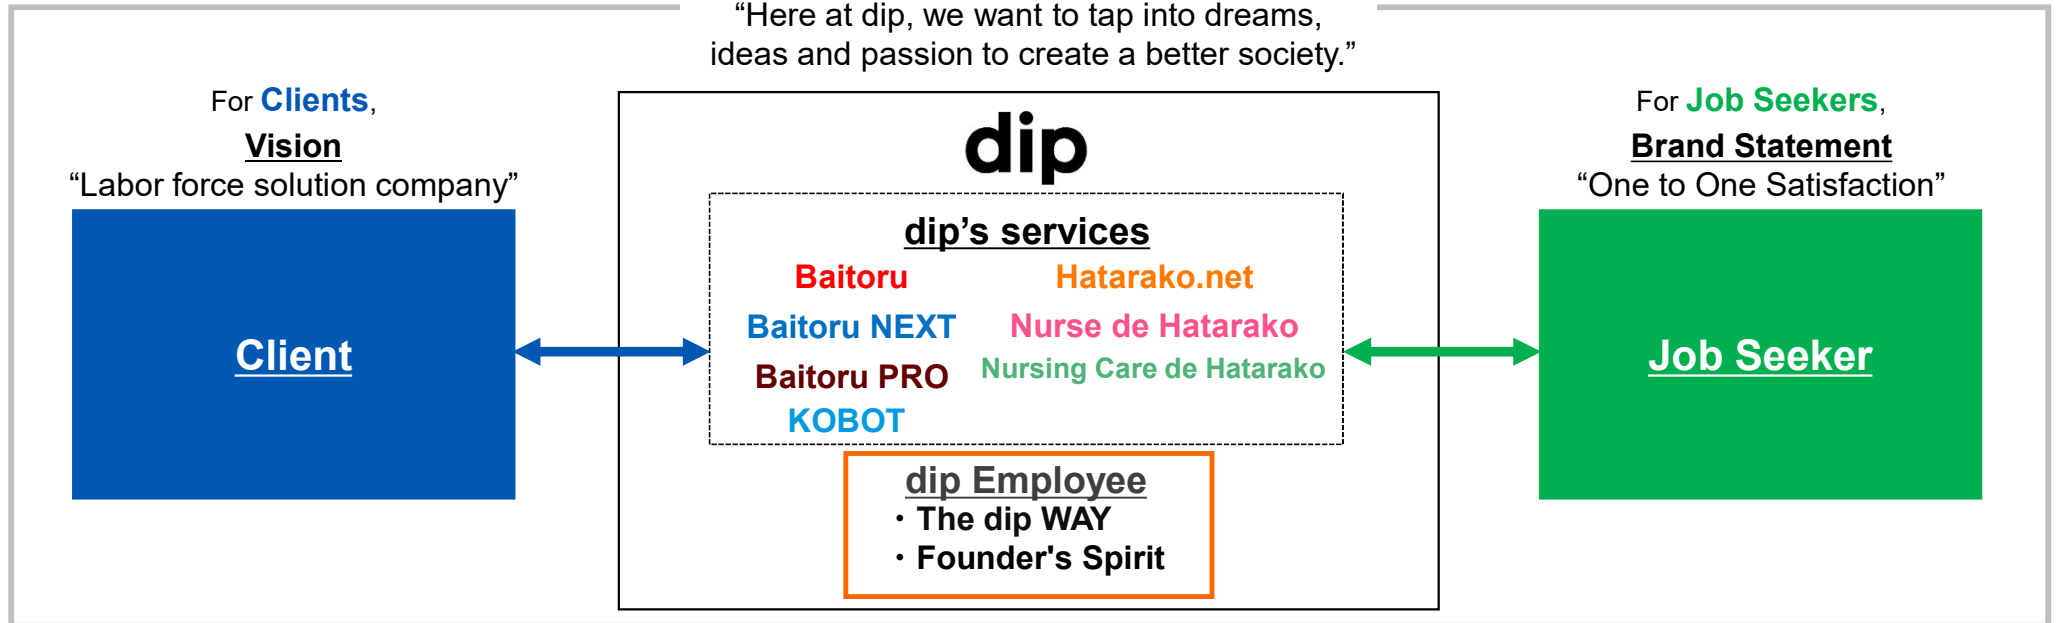 “Here at dip, we want to tap into dreams,
ideas and passion to create a better society.”
For Clients,
Vision
“Labor force solution company”
Client
dip
dip’s services
Baitoru
Hatarako.net
Baitoru NEXT
Nurse de Hatarako
Baitoru PRO
Nursing Care de Hatarako
KOBOT
dip Employee
・The dip WAY
・Founder's Spirit
For Job Seekers,
Brand Statement
“One to One Satisfaction”
Job Seeker